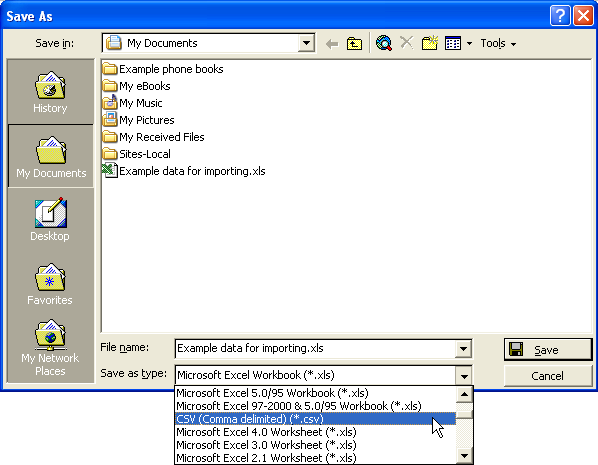 Save As
Save in:
My Documents
Tools
History
My Documents
Desktop
Favorites
My Network
Places
Example phone books
My eBooks
My Music
My Pictures
My Received Files
Sites-Local
Example data for importing.xls
File name:
Example data for importing.xls
Save
Save as type:
Microsoft Excel Workbook (*.xls)
Cancel
Microsoft Excel 5.0/95 Workbook (*.xls)
Microsoft Excel 97-2000 & 5.0/95 Workbook (*.xls)
CSV (Comma delimited) (*.csv)
Microsoft Excel 4.0 Worksheet (*.xls)
Microsoft Excel 3.0 Worksheet (*.xls)
Microsoft Excel 2.1 Worksheet (*.xls)